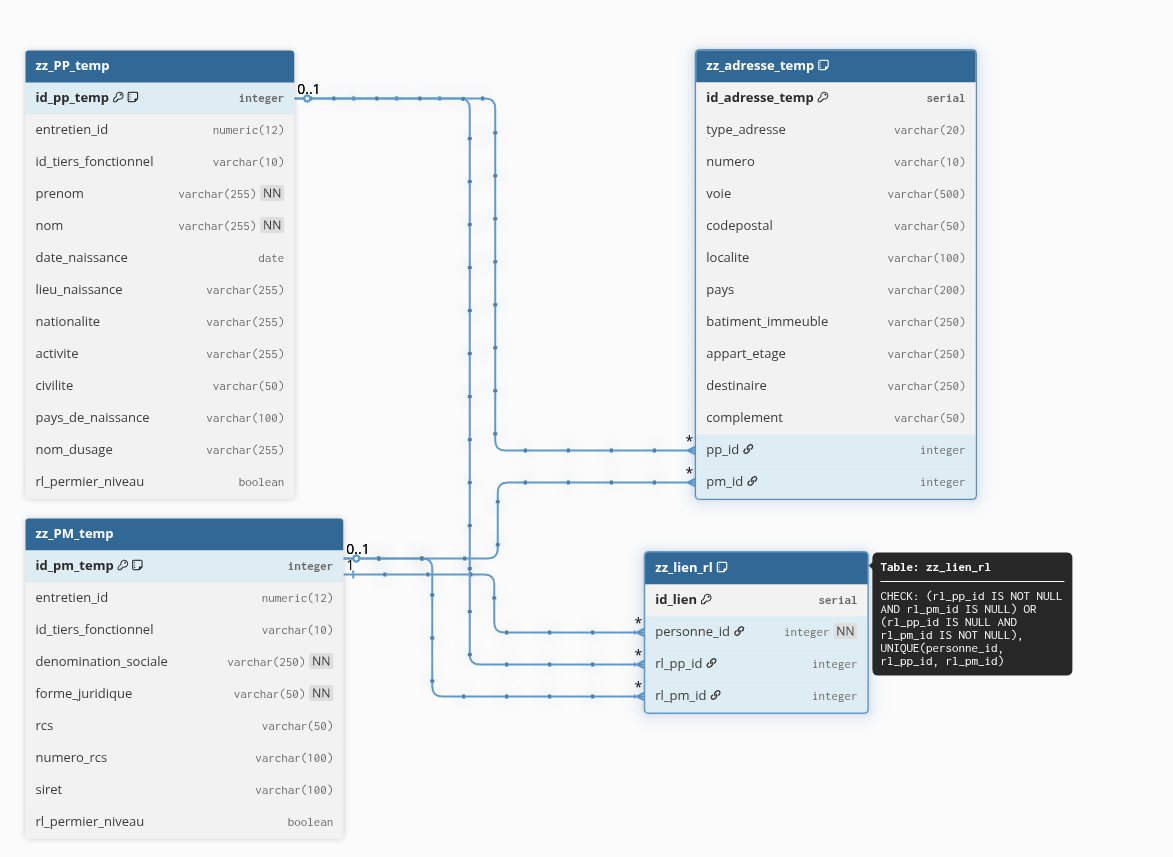 zz_PP_temp
id_pp_temp integer
entretien_id numeric(12)
id_tiers_fonctionnel varchar(10)
prenom varchar(255) NN
nom varchar(255) NN
date_naissance date
lieu_naissance varchar(255)
nationalite varchar(255)
activite varchar(255)
civilite varchar(50)
pays_de_naissance varchar(100)
nom_dusage varchar(255)
rl_permier_niveau boolean
0..1
zz_adresse_temp
id_adresse_temp serial
type_adresse varchar(20)
numero varchar(10)
voie varchar(500)
codepostal varchar(50)
localite varchar(100)
pays varchar(200)
batiment_immeuble varchar(250)
appart_etage varchar(250)
destinaire varchar(250)
complement varchar(50)
* pp_id integer
* pm_id integer
zz_PM_temp
id_pm_temp integer
entretien_id numeric(12)
id_tiers_fonctionnel varchar(10)
denomination_sociale varchar(250) NN
forme_juridique varchar(50) NN
rcs varchar(50)
numero_rcs varchar(100)
siret varchar(100)
rl_permier_niveau boolean
0..1
1
zz_lien_rl
id_lien serial
* personne_id integer NN
* rl_pp_id integer
* rl_pm_id integer
Table: zz_lien_rl
CHECK: (rl_pp_id IS NOT NULL
AND rl_pm_id IS NULL) OR
(rl_pp_id IS NULL AND
rl_pm_id IS NOT NULL),
UNIQUE(personne_id,
rl_pp_id, rl_pm_id)